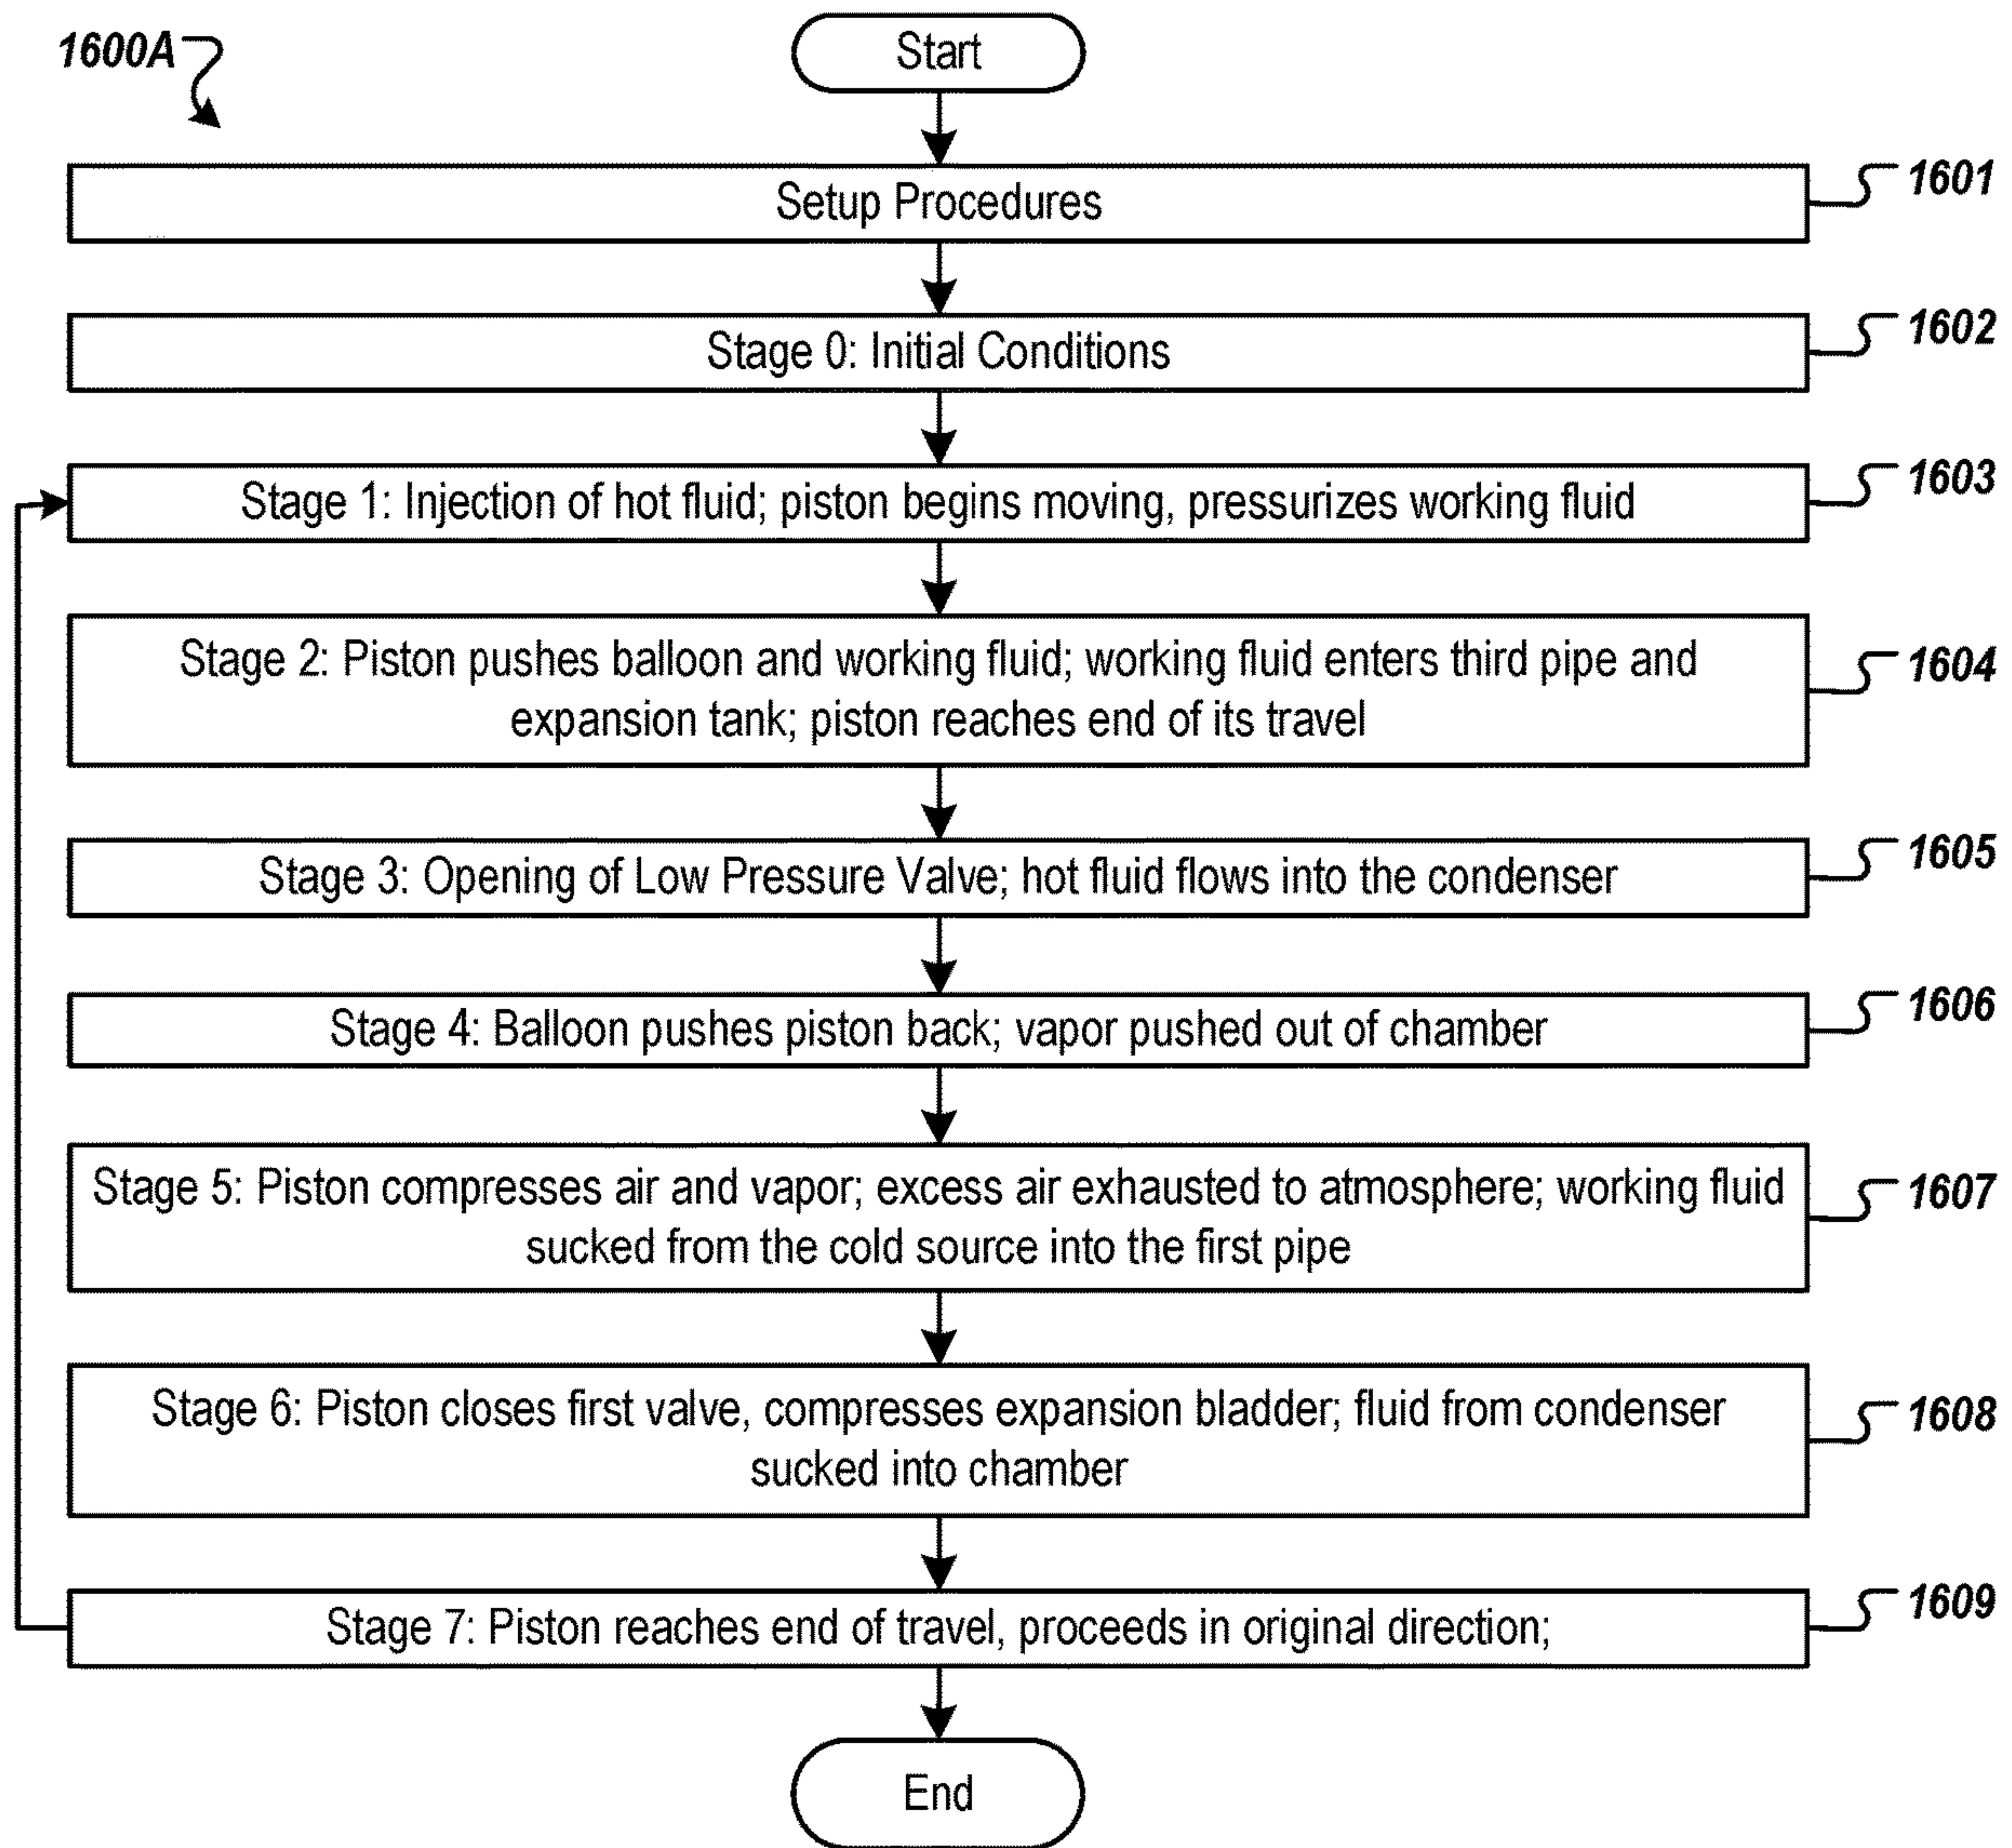 1600A
Start
Setup Procedures
1601
Stage 0: Initial Conditions
1602
Stage 1: Injection of hot fluid; piston begins moving, pressurizes working fluid
1603
Stage 2: Piston pushes balloon and working fluid; working fluid enters third pipe and
expansion tank; piston reaches end of its travel
1604
Stage 3: Opening of Low Pressure Valve; hot fluid flows into the condenser
1605
Stage 4: Balloon pushes piston back; vapor pushed out of chamber
1606
Stage 5: Piston compresses air and vapor; excess air exhausted to atmosphere; working fluid
sucked from the cold source into the first pipe
1607
Stage 6: Piston closes first valve, compresses expansion bladder; fluid from condenser
sucked into chamber
1608
Stage 7: Piston reaches end of travel, proceeds in original direction;
1609
End